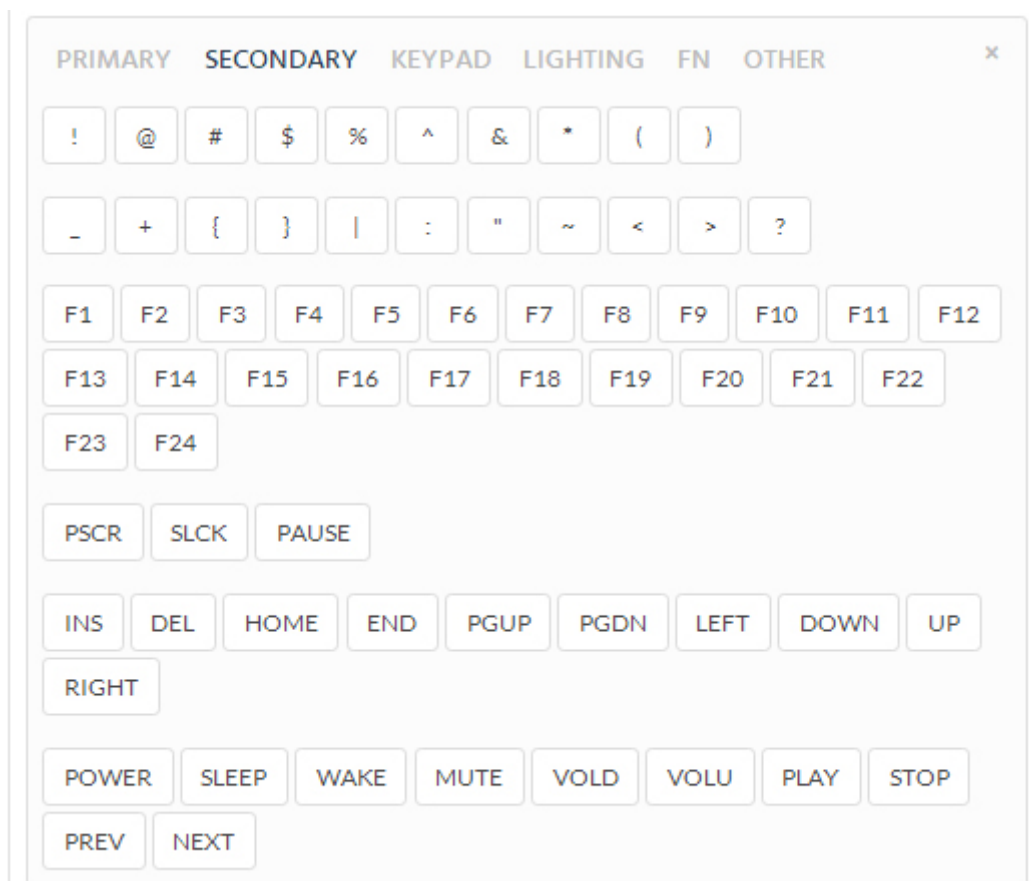 PRIMARY SECONDARY KEYPAD LIGHTING FN OTHER ×
! @ # $ % ^ & * ( )
_ + { } | : " ~ < > ?
F1 F2 F3 F4 F5 F6 F7 F8 F9 F10 F11 F12
F13 F14 F15 F16 F17 F18 F19 F20 F21 F22
F23 F24
PSCR SLCK PAUSE
INS DEL HOME END PGUP PGDN LEFT DOWN UP
RIGHT
POWER SLEEP WAKE MUTE VOLD VOLU PLAY STOP
PREV NEXT